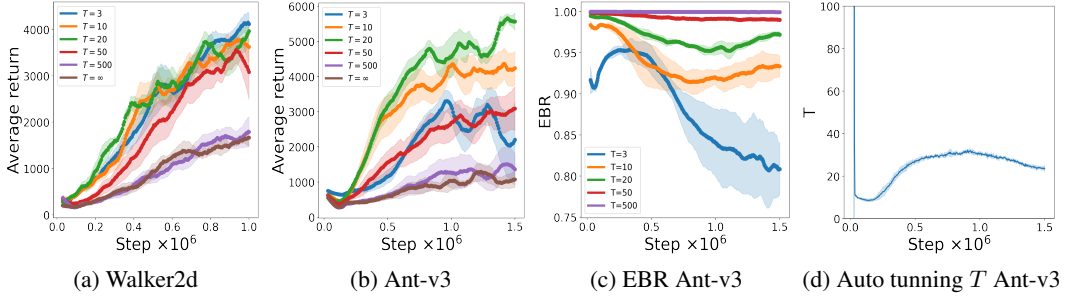 4000
3000
2000
1000
0
Average return
T = 3
T = 10
T = 20
T = 50
T = 500
T = ∞
0.0 0.2 0.4 0.6 0.8 1.0
Step ×10^6
(a) Walker2d
6000
5000
4000
3000
2000
1000
0
Average return
T = 3
T = 10
T = 20
T = 50
T = 500
T = ∞
0.0 0.5 1.0 1.5
Step ×10^6
(b) Ant-v3
1.00
0.95
0.90
0.85
0.80
0.75
EBR
T=3
T=10
T=20
T=50
T=500
0.0 0.5 1.0 1.5
Step ×10^6
(c) EBR Ant-v3
100
80
60
40
20
0
T
0.5 1.0 1.5
Step ×10^6
(d) Auto tunning T Ant-v3